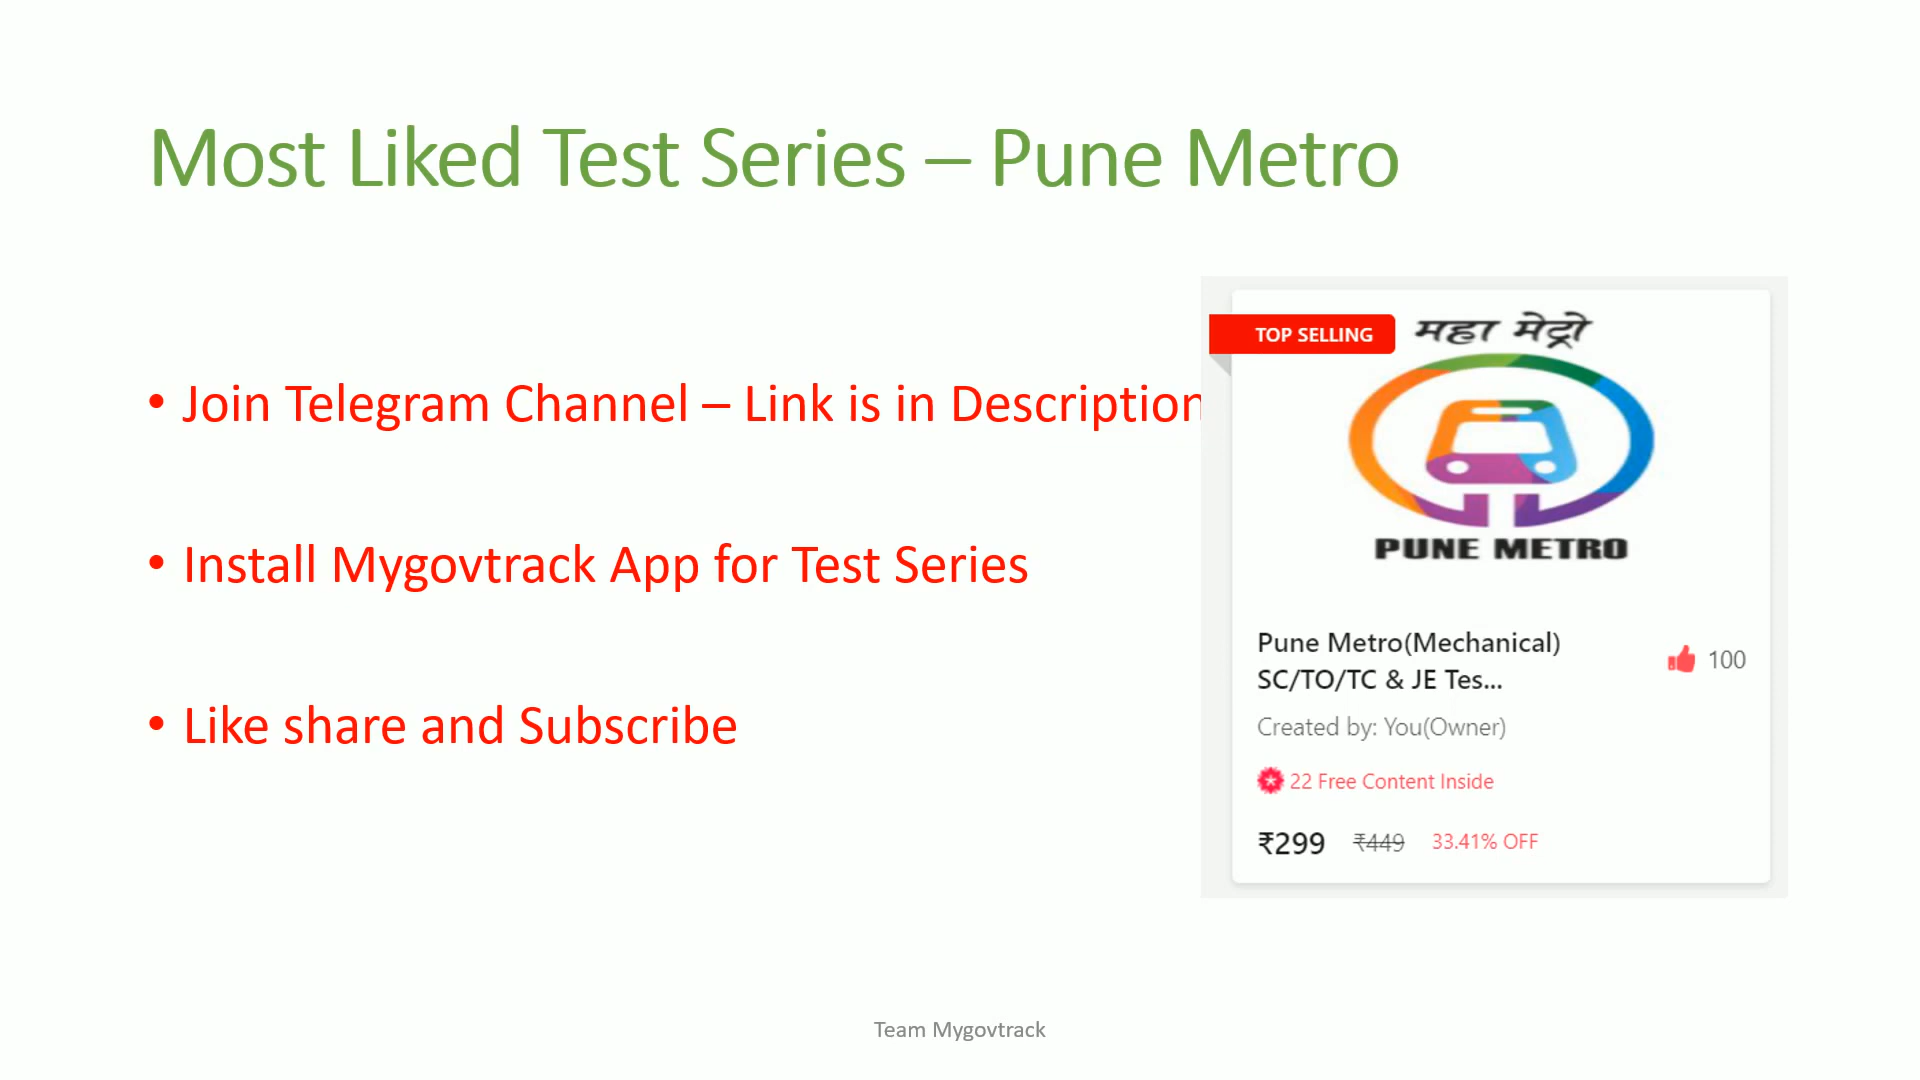 Most Liked Test Series – Pune Metro
• Join Telegram Channel – Link is in Description
• Install Mygovtrack App for Test Series
• Like share and Subscribe
TOP SELLING
महा मेट्रो
PUNE METRO
Pune Metro(Mechanical)
SC/TO/TC & JE Tes...
100
Created by: You(Owner)
22 Free Content Inside
₹299 ₹449 33.41% OFF
Team Mygovtrack